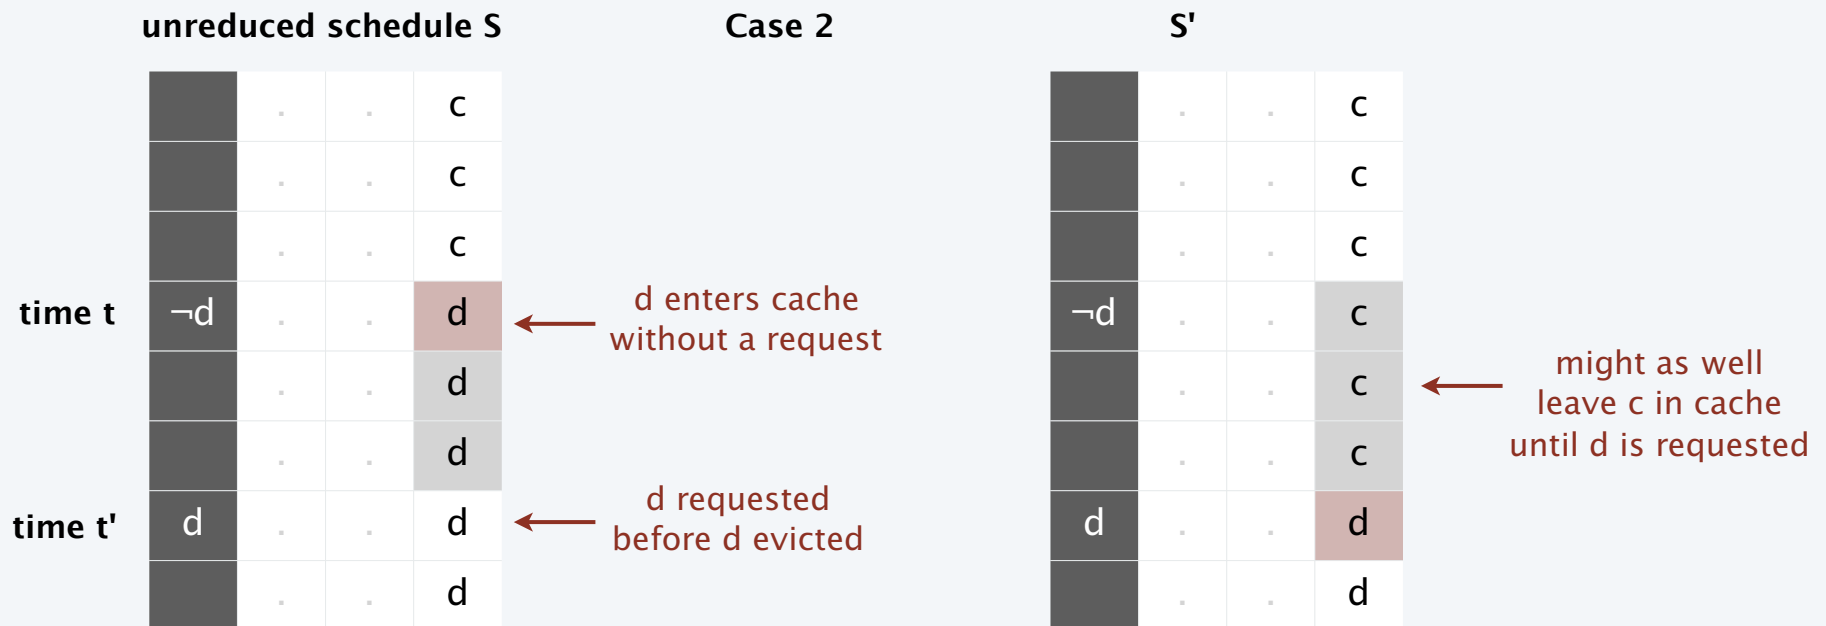 unreduced schedule S Case 2 S'
. . c . . c
. . c . . c
. . c . . c
time t ¬d . . d d enters cache without a request ¬d . . c
. . d . . c might as well leave c in cache until d is requested
. . d . . c
time t' d . . d d requested before d evicted d . . d
. . d . . d